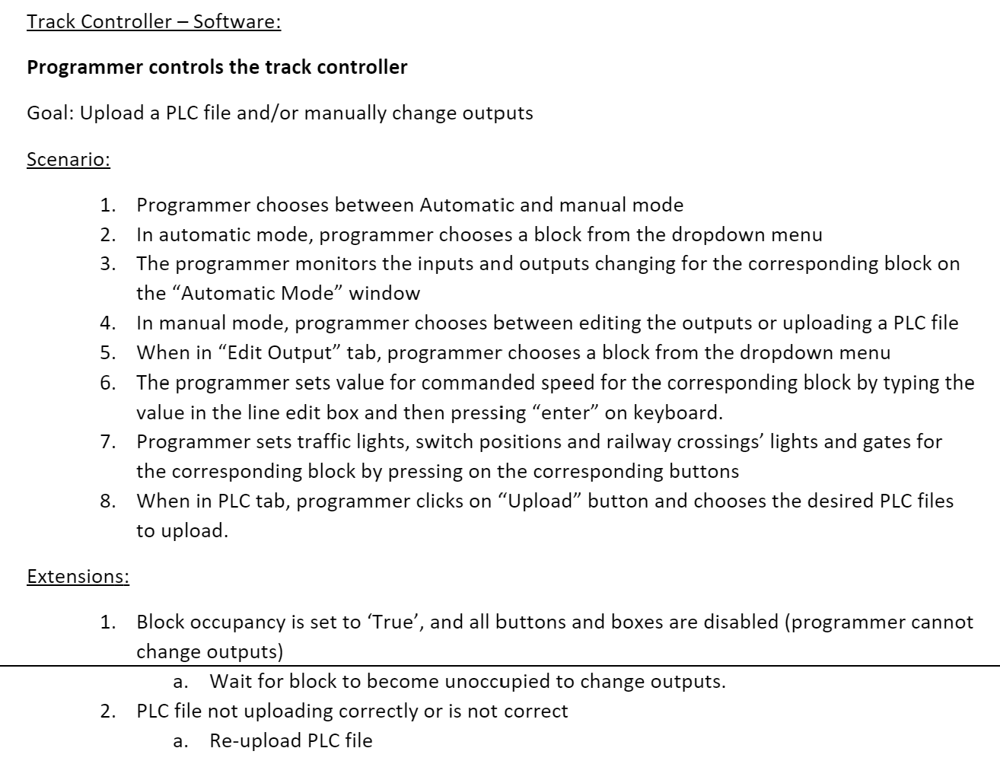 Track Controller – Software:
Programmer controls the track controller
Goal: Upload a PLC file and/or manually change outputs
Scenario:
1. Programmer chooses between Automatic and manual mode
2. In automatic mode, programmer chooses a block from the dropdown menu
3. The programmer monitors the inputs and outputs changing for the corresponding block on
the “Automatic Mode” window
4. In manual mode, programmer chooses between editing the outputs or uploading a PLC file
5. When in “Edit Output” tab, programmer chooses a block from the dropdown menu
6. The programmer sets value for commanded speed for the corresponding block by typing the
value in the line edit box and then pressing “enter” on keyboard.
7. Programmer sets traffic lights, switch positions and railway crossings’ lights and gates for
the corresponding block by pressing on the corresponding buttons
8. When in PLC tab, programmer clicks on “Upload” button and chooses the desired PLC files
to upload.
Extensions:
1. Block occupancy is set to ‘True’, and all buttons and boxes are disabled (programmer cannot
change outputs)
a. Wait for block to become unoccupied to change outputs.
2. PLC file not uploading correctly or is not correct
a. Re-upload PLC file